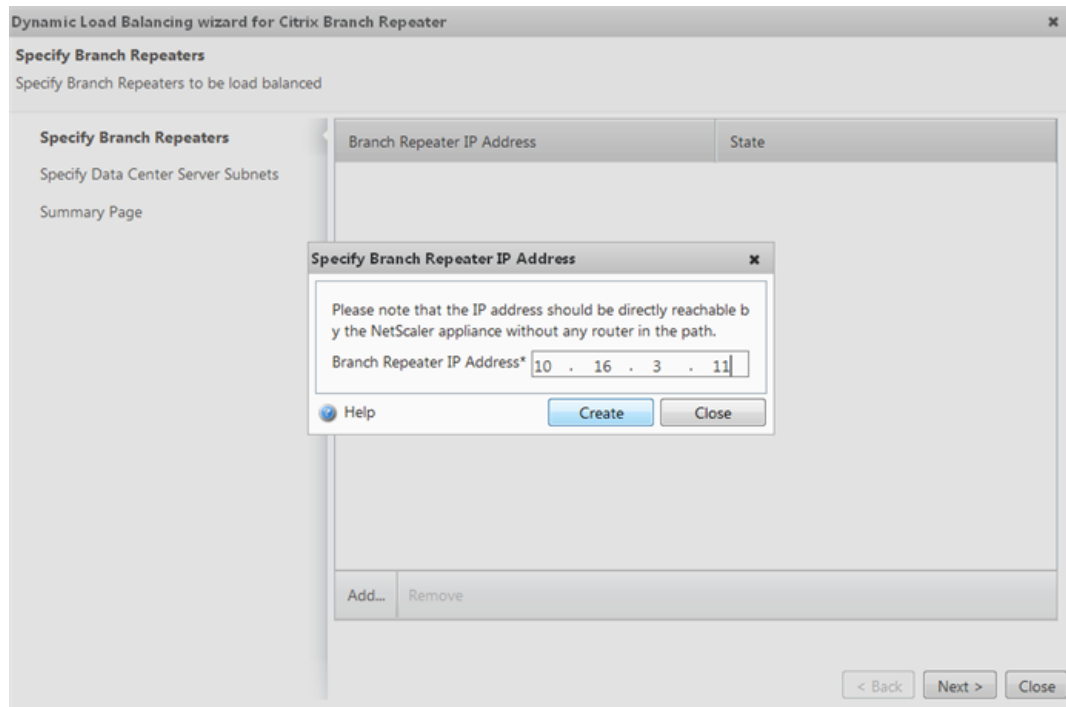 Dynamic Load Balancing wizard for Citrix Branch Repeater
Specify Branch Repeaters
Specify Branch Repeaters to be load balanced
Specify Branch Repeaters
Specify Data Center Server Subnets
Summary Page
Branch Repeater IP Address State
Specify Branch Repeater IP Address
Please note that the IP address should be directly reachable b
y the NetScaler appliance without any router in the path.
Branch Repeater IP Address* 10 . 16 . 3 . 11
Help Create Close
Add... Remove
< Back Next > Close